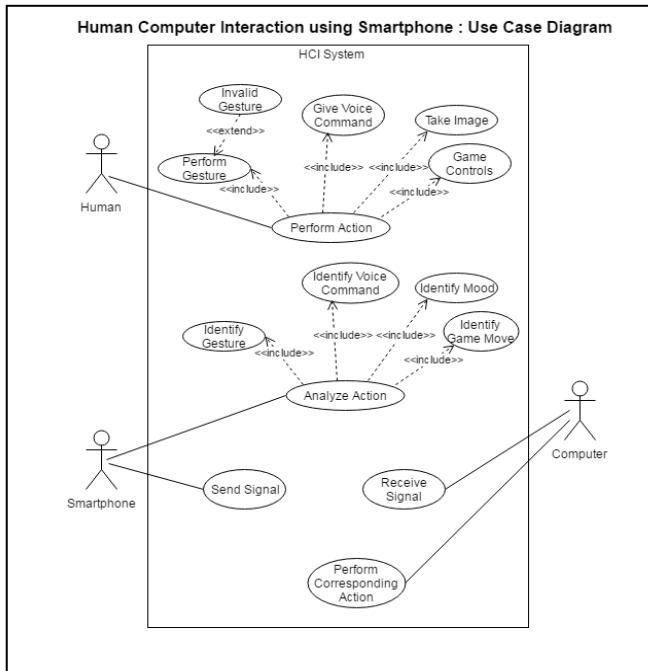 Human Computer Interaction using Smartphone : Use Case Diagram
HCI System
Invalid
Gesture
Give Voice
Command
Take Image
<<extend>>
Game
Controls
Perform
Gesture
<<include>>
<<include>>
<<include>>
<<include>>
Human
Perform Action
Identify Voice
Command
Identify Mood
Identify
Gesture
Identify
Game Move
<<include>>
<<include>>
<<include>>
<<include>>
Analyze Action
Computer
Smartphone
Send Signal
Receive
Signal
Perform
Corresponding
Action